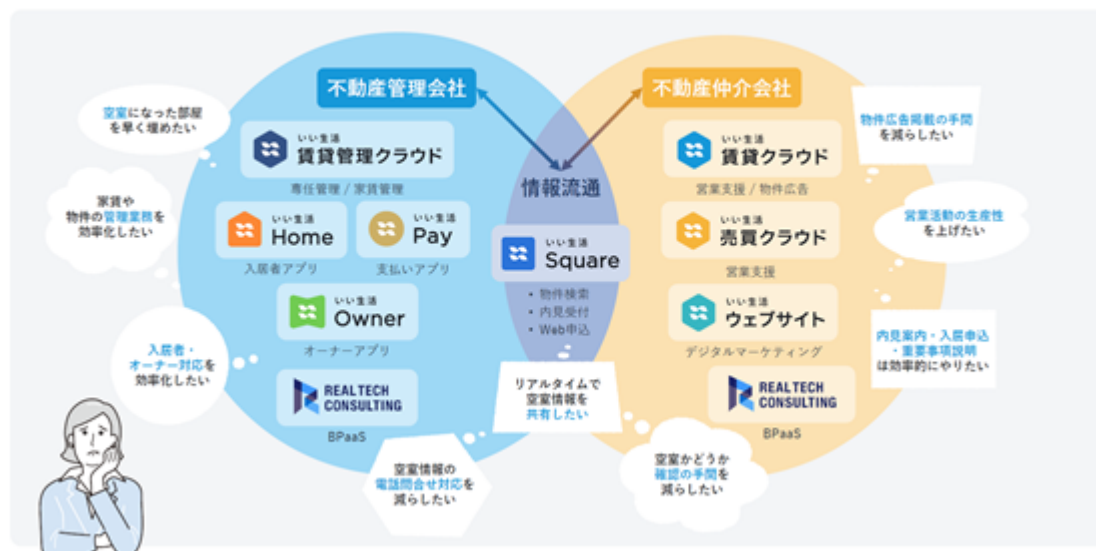 不動産管理会社
不動産仲介会社
空室になった部屋
を早く埋めたい
家賃や
物件の管理業務を
効率化したい
入居者・
オーナー対応を
効率化したい
いい生活
賃貸管理クラウド
専任管理 / 家賃管理
いい生活
Home
入居者アプリ
いい生活
Pay
支払いアプリ
いい生活
Owner
オーナーアプリ
REALTECH
CONSULTING
BPaaS
空室情報の
電話問合せ対応を
減らしたい
情報流通
いい生活
Square
• 物件検索
• 内見受付
• Web申込
リアルタイムで
空室情報を
共有したい
いい生活
賃貸クラウド
営業支援 / 物件広告
いい生活
売買クラウド
営業支援
いい生活
ウェブサイト
デジタルマーケティング
REALTECH
CONSULTING
BPaaS
空室かどうか
確認の手間を
減らしたい
物件広告掲載の手間
を減らしたい
営業活動の生産性
を上げたい
内見案内・入居申込
・重要事項説明
は効率的にやりたい